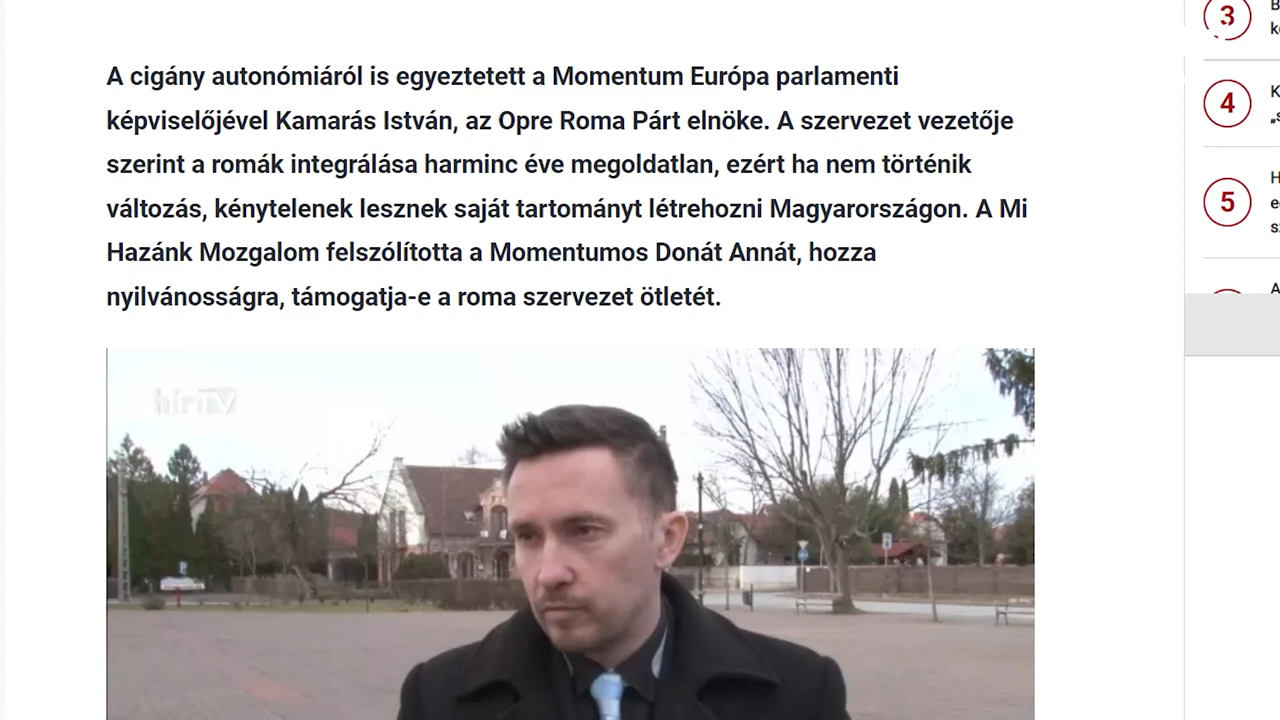 A cigány autonómiáról is egyeztetett a Momentum Európa parlamenti
képviselőjével Kamarás István, az Opre Roma Párt elnöke. A szervezet vezetője
szerint a romák integrálása harminc éve megoldatlan, ezért ha nem történik
változás, kénytelenek lesznek saját tartományt létrehozni Magyarországon. A Mi
Hazánk Mozgalom felszólította a Momentumos Donát Annát, hozza
nyilvánosságra, támogatja-e a roma szervezet ötletét.
hírTV
3
4
5